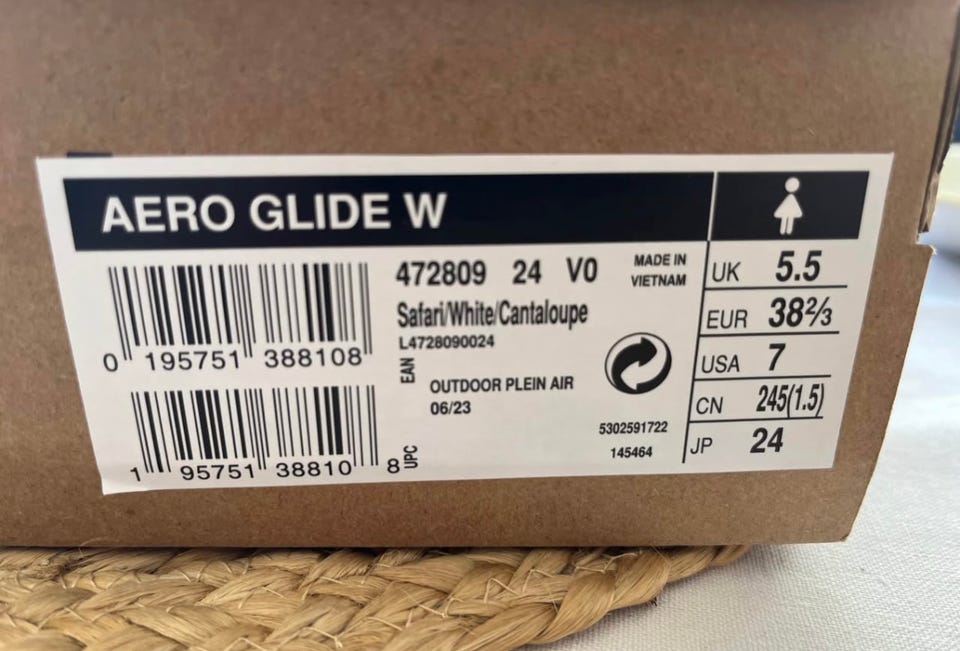 AERO GLIDE W
472809 24 V0
MADE IN
VIETNAM
Safari/White/Cantaloupe
L4728090024
0 195751 388108
EAN
OUTDOOR PLEIN AIR
06/23
1 95751 38810 8
UPC
5302591722
145464
UK 5.5
EUR 38⅔
USA 7
CN 245(1.5)
JP 24